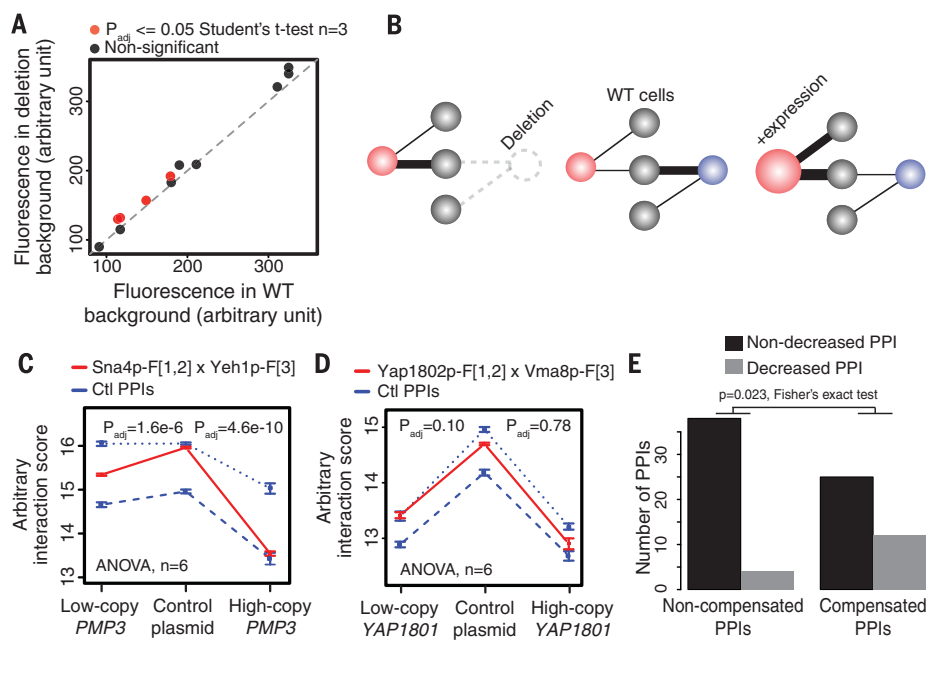 A
P adj <= 0.05 Student's t-test n=3
Non-significant
Fluorescence in deletion
background (arbitrary unit)
300
200
100
100 200 300
Fluorescence in WT
background (arbitrary unit)
B
Deletion
WT cells
+expression
C
Sna4p-F[1,2] x Yeh1p-F[3]
Ctl PPIs
Padj=1.6e-6 Padj=4.6e-10
Arbitrary
interaction score
16
15
14
13
ANOVA, n=6
Low-copy PMP3
Control plasmid
High-copy PMP3
D
Yap1802p-F[1,2] x Vma8p-F[3]
Ctl PPIs
Padj=0.10 Padj=0.78
Arbitrary
interaction score
15
14
13
ANOVA, n=6
Low-copy YAP1801
Control plasmid
High-copy YAP1801
E
Non-decreased PPI
Decreased PPI
p=0.023, Fisher's exact test
Number of PPIs
30
20
10
0
Non-compensated PPIs
Compensated PPIs